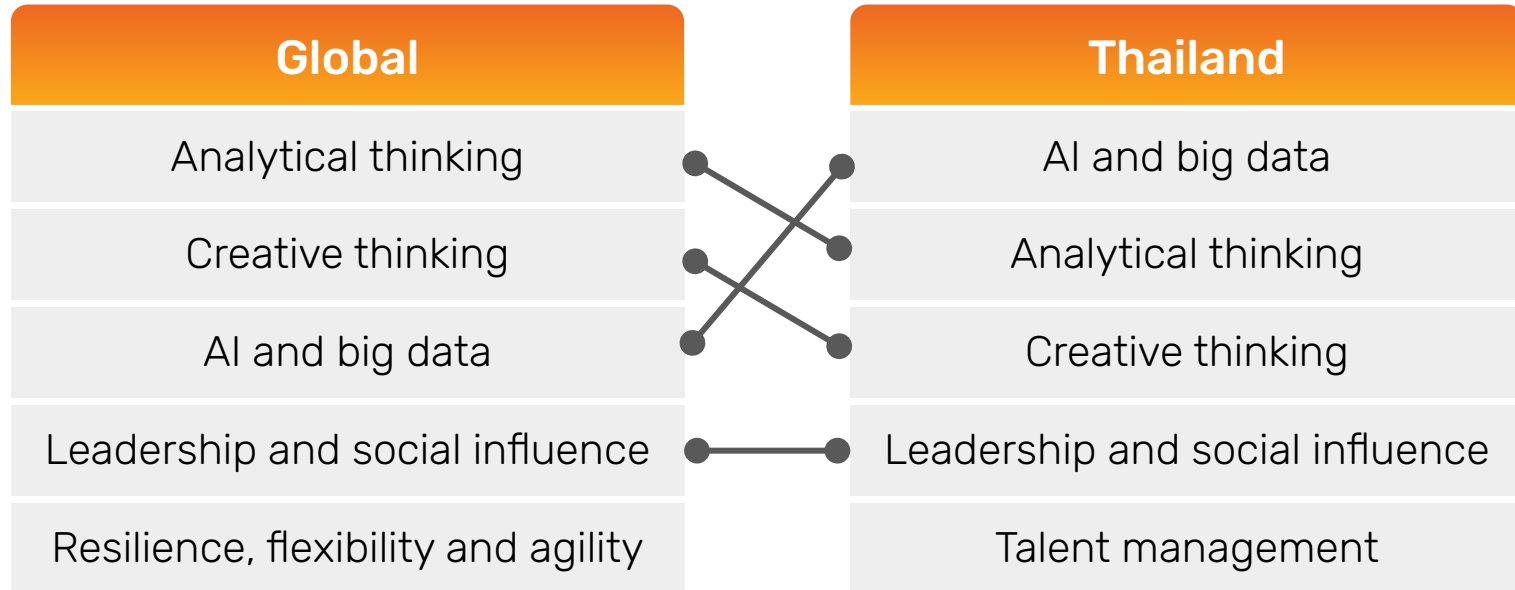 Global
Analytical thinking
Creative thinking
AI and big data
Leadership and social influence
Resilience, flexibility and agility
Thailand
AI and big data
Analytical thinking
Creative thinking
Leadership and social influence
Talent management